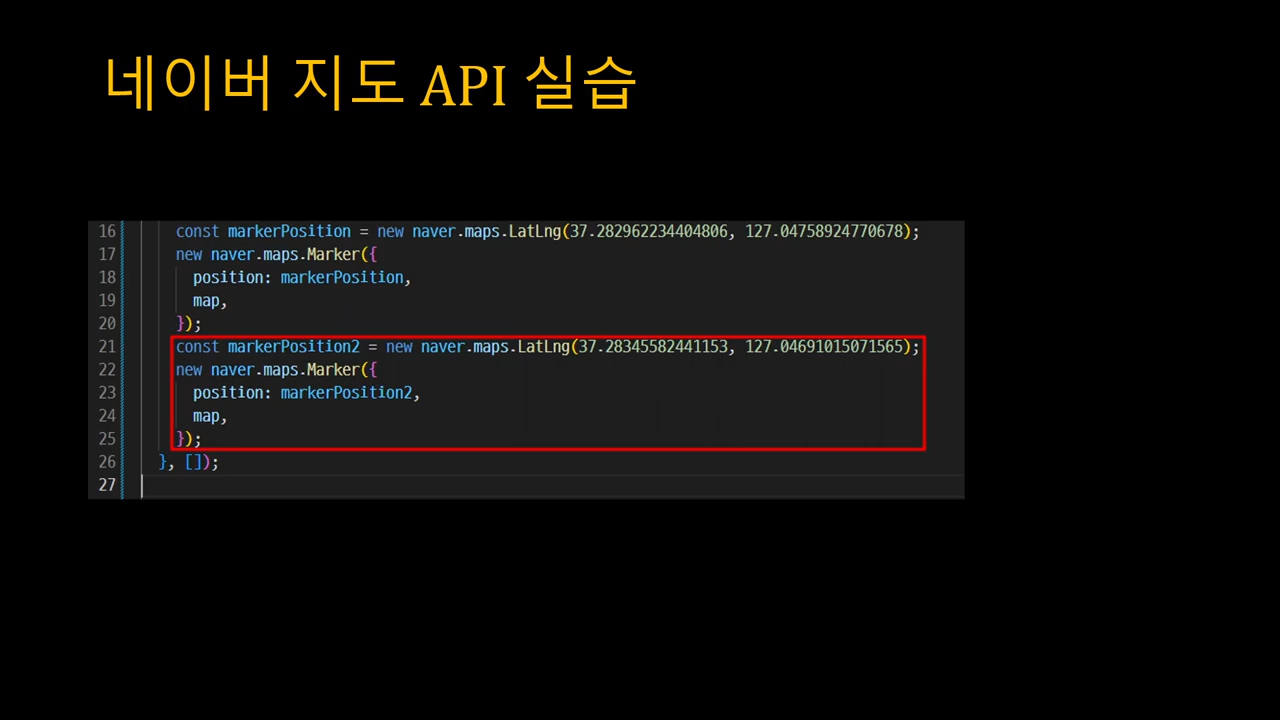 네이버 지도 API 실습
16 const markerPosition = new naver.maps.LatLng(37.282962234404806, 127.04758924770678);
17 new naver.maps.Marker({
18 position: markerPosition,
19 map,
20 });
21 const markerPosition2 = new naver.maps.LatLng(37.28345582441153, 127.04691015071565);
22 new naver.maps.Marker({
23 position: markerPosition2,
24 map,
25 });
26 }, []);
27